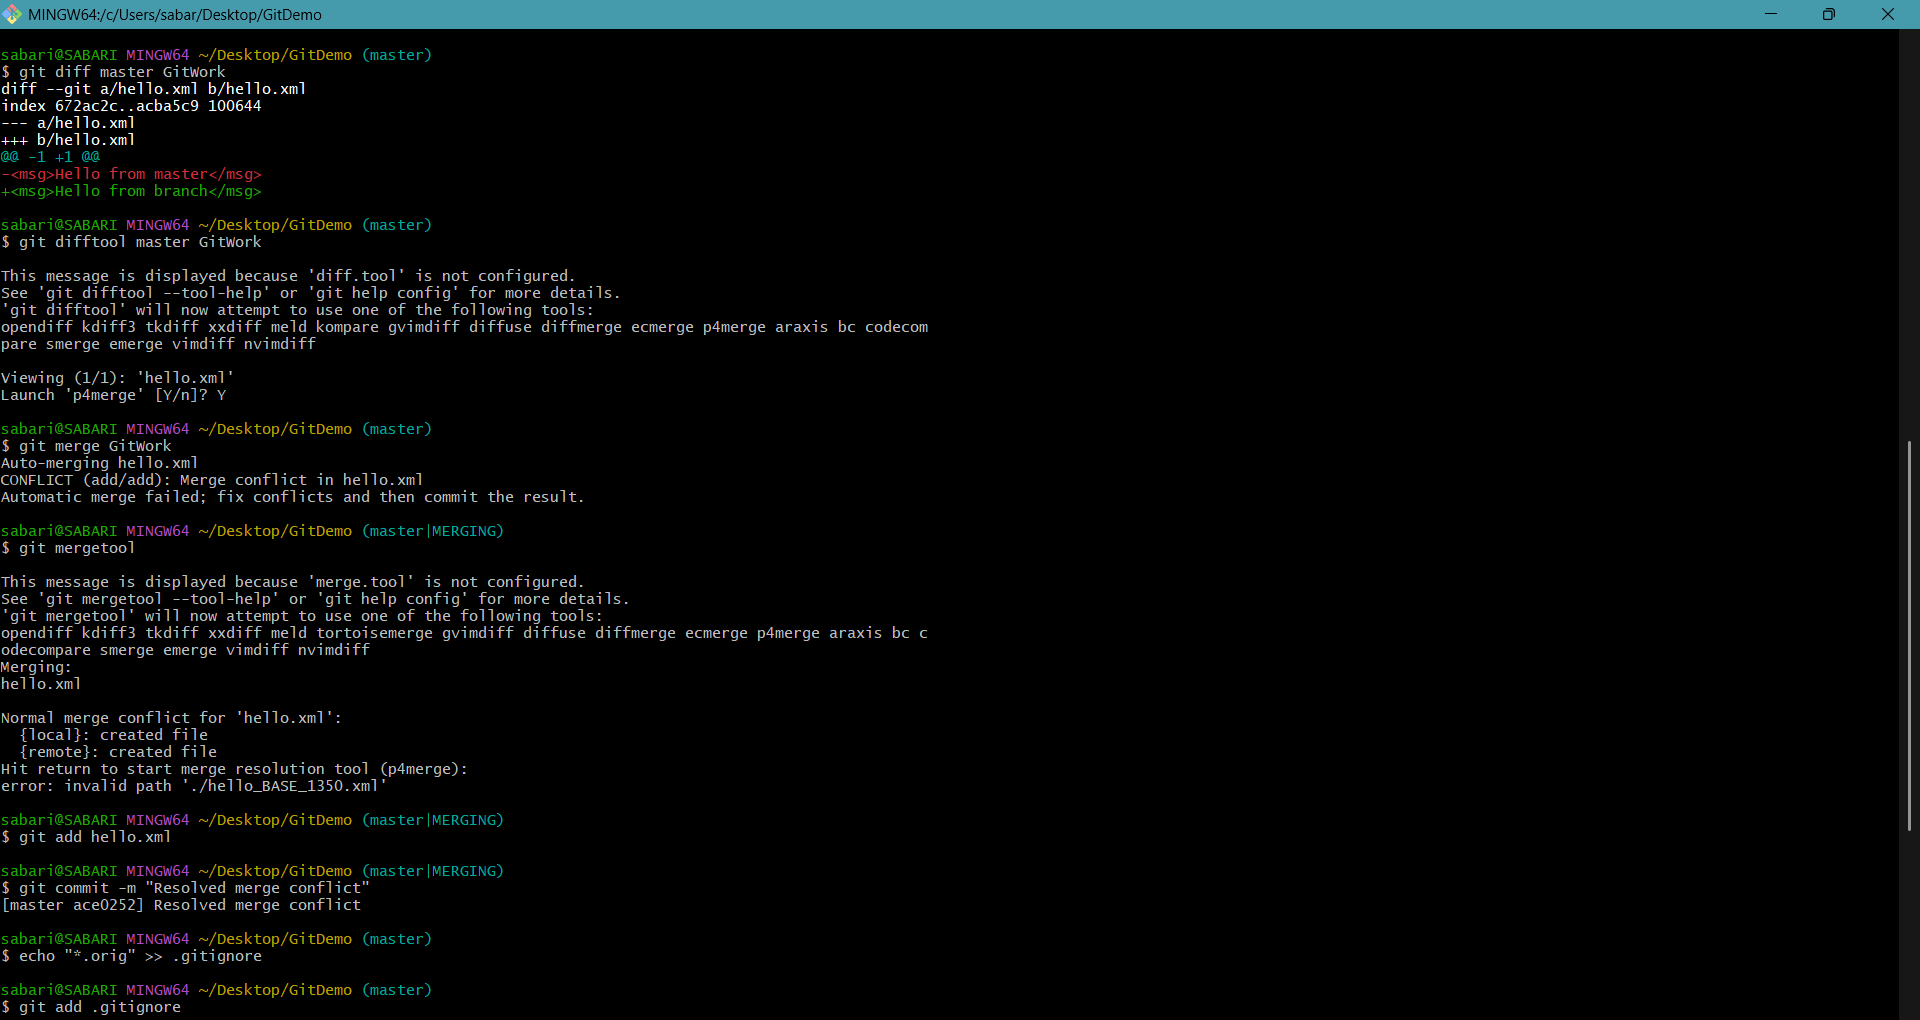 MINGW64:/c/Users/sabar/Desktop/GitDemo
sabari@SABARI MINGW64 ~/Desktop/GitDemo (master)
$ git diff master GitWork
diff --git a/hello.xml b/hello.xml
index 672ac2c..acba5c9 100644
--- a/hello.xml
+++ b/hello.xml
@@ -1 +1 @@
-<msg>Hello from master</msg>
+<msg>Hello from branch</msg>
sabari@SABARI MINGW64 ~/Desktop/GitDemo (master)
$ git difftool master GitWork
This message is displayed because 'diff.tool' is not configured.
See 'git difftool --tool-help' or 'git help config' for more details.
'git difftool' will now attempt to use one of the following tools:
opendiff kdiff3 tkdiff xxdiff meld kompare gvimdiff diffuse diffmerge ecmerge p4merge araxis bc codecom
pare smerge emerge vimdiff nvimdiff
Viewing (1/1): 'hello.xml'
Launch 'p4merge' [Y/n]? Y
sabari@SABARI MINGW64 ~/Desktop/GitDemo (master)
$ git merge GitWork
Auto-merging hello.xml
CONFLICT (add/add): Merge conflict in hello.xml
Automatic merge failed; fix conflicts and then commit the result.
sabari@SABARI MINGW64 ~/Desktop/GitDemo (master|MERGING)
$ git mergetool
This message is displayed because 'merge.tool' is not configured.
See 'git mergetool --tool-help' or 'git help config' for more details.
'git mergetool' will now attempt to use one of the following tools:
opendiff kdiff3 tkdiff xxdiff meld tortoisemerge gvimdiff diffuse diffmerge ecmerge p4merge araxis bc c
odecompare smerge emerge vimdiff nvimdiff
Merging:
hello.xml
Normal merge conflict for 'hello.xml':
  {local}: created file
  {remote}: created file
Hit return to start merge resolution tool (p4merge):
error: invalid path './hello_BASE_1350.xml'
sabari@SABARI MINGW64 ~/Desktop/GitDemo (master|MERGING)
$ git add hello.xml
sabari@SABARI MINGW64 ~/Desktop/GitDemo (master|MERGING)
$ git commit -m "Resolved merge conflict"
[master ace0252] Resolved merge conflict
sabari@SABARI MINGW64 ~/Desktop/GitDemo (master)
$ echo "*.orig" >> .gitignore
sabari@SABARI MINGW64 ~/Desktop/GitDemo (master)
$ git add .gitignore